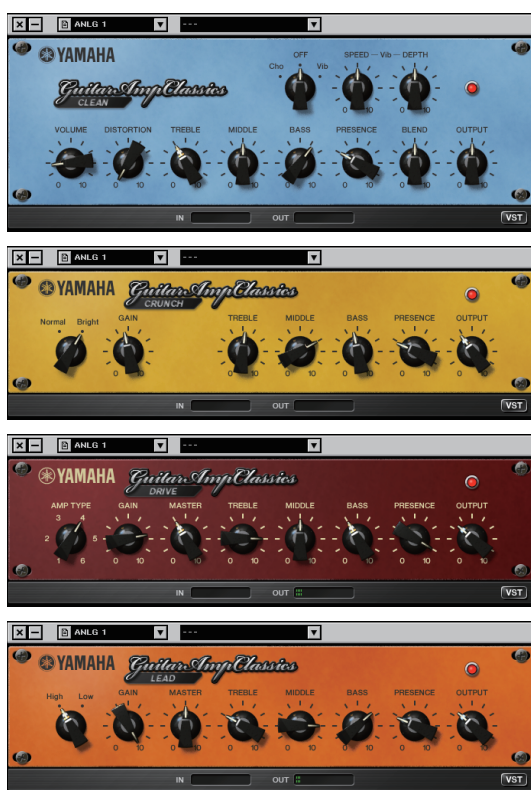 ANLG 1 ---
YAMAHA
Guitar Amp Classics
CLEAN
OFF
Cho Vib
SPEED — Vib — DEPTH
VOLUME DISTORTION TREBLE MIDDLE BASS PRESENCE BLEND OUTPUT
0 10 0 10 0 10 0 10 0 10 0 10 0 10
IN OUT VST
ANLG 1 ---
YAMAHA Guitar Amp Classics
CRUNCH
Normal Bright GAIN TREBLE MIDDLE BASS PRESENCE OUTPUT
0 10 0 10 0 10 0 10 0 10 0 10
IN OUT VST
ANLG 1 ---
YAMAHA Guitar Amp Classics
DRIVE
AMP TYPE GAIN MASTER TREBLE MIDDLE BASS PRESENCE OUTPUT
3 4
2 5
1 6 0 10 0 10 0 10 0 10 0 10 0 10 0 10
IN OUT VST
ANLG 1 ---
YAMAHA Guitar Amp Classics
LEAD
High Low GAIN MASTER TREBLE MIDDLE BASS PRESENCE OUTPUT
0 10 0 10 0 10 0 10 0 10 0 10 0 10
IN OUT VST